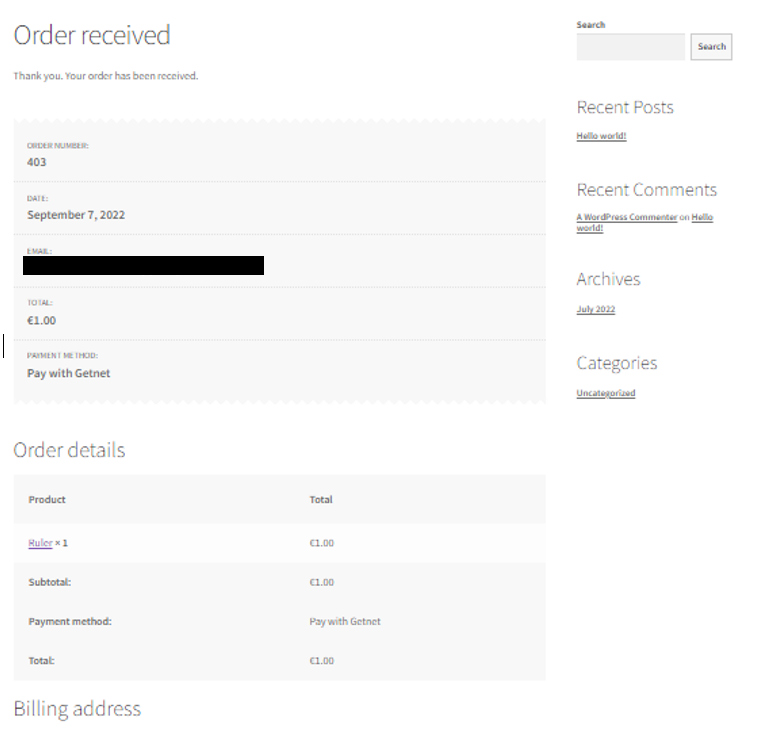 Order received
Thank you. Your order has been received.
ORDER NUMBER:
403
DATE:
September 7, 2022
EMAIL:
TOTAL:
€1.00
PAYMENT METHOD:
Pay with Getnet
Order details
Product Total
Ruler × 1 €1.00
Subtotal: €1.00
Payment method: Pay with Getnet
Total: €1.00
Billing address
Search
Search
Recent Posts
Hello world!
Recent Comments
A WordPress Commenter on Hello
world!
Archives
July 2022
Categories
Uncategorized